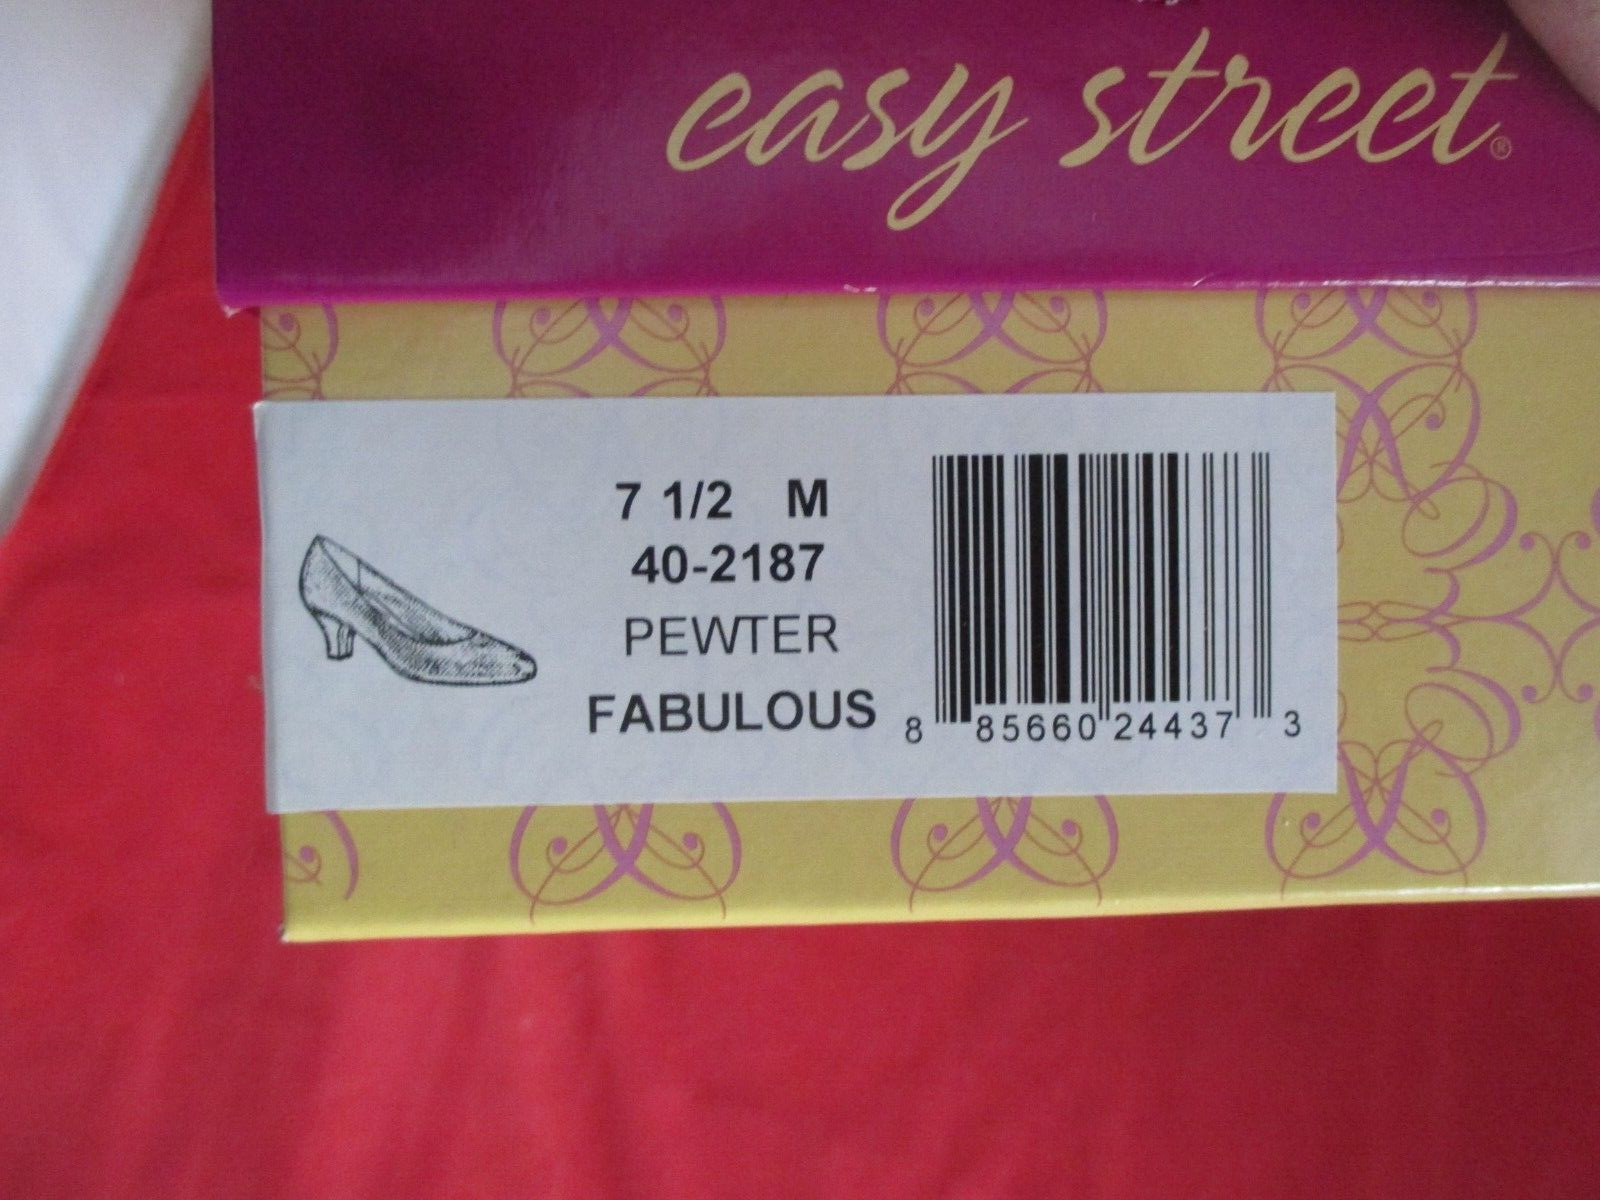 easy street®
7 1/2 M
40-2187
PEWTER
FABULOUS
8 85660 24437 3